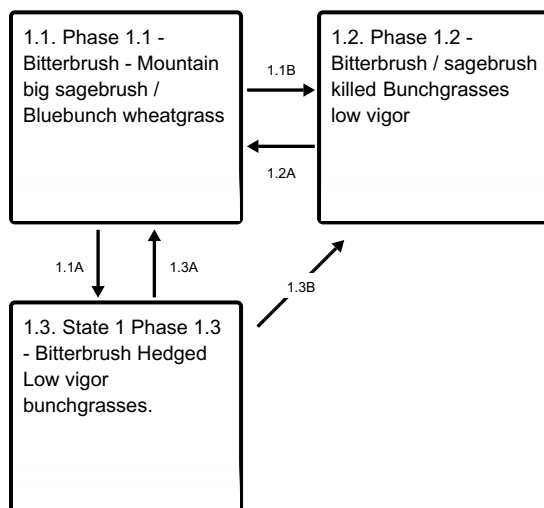 1.1. Phase 1.1 -
Bitterbrush - Mountain
big sagebrush /
Bluebunch wheatgrass
1.1B
1.2A
1.2. Phase 1.2 -
Bitterbrush / sagebrush
killed Bunchgrasses
low vigor
1.1A
1.3A
1.3B
1.3. State 1 Phase 1.3
- Bitterbrush Hedged
Low vigor
bunchgrasses.